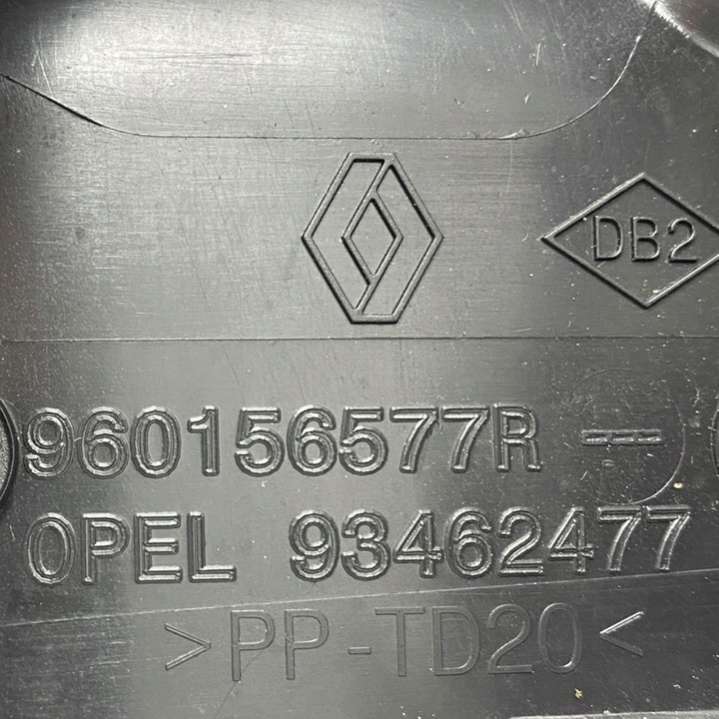 DB2
960156577R ---
OPEL 93462477
>PP-TD20<